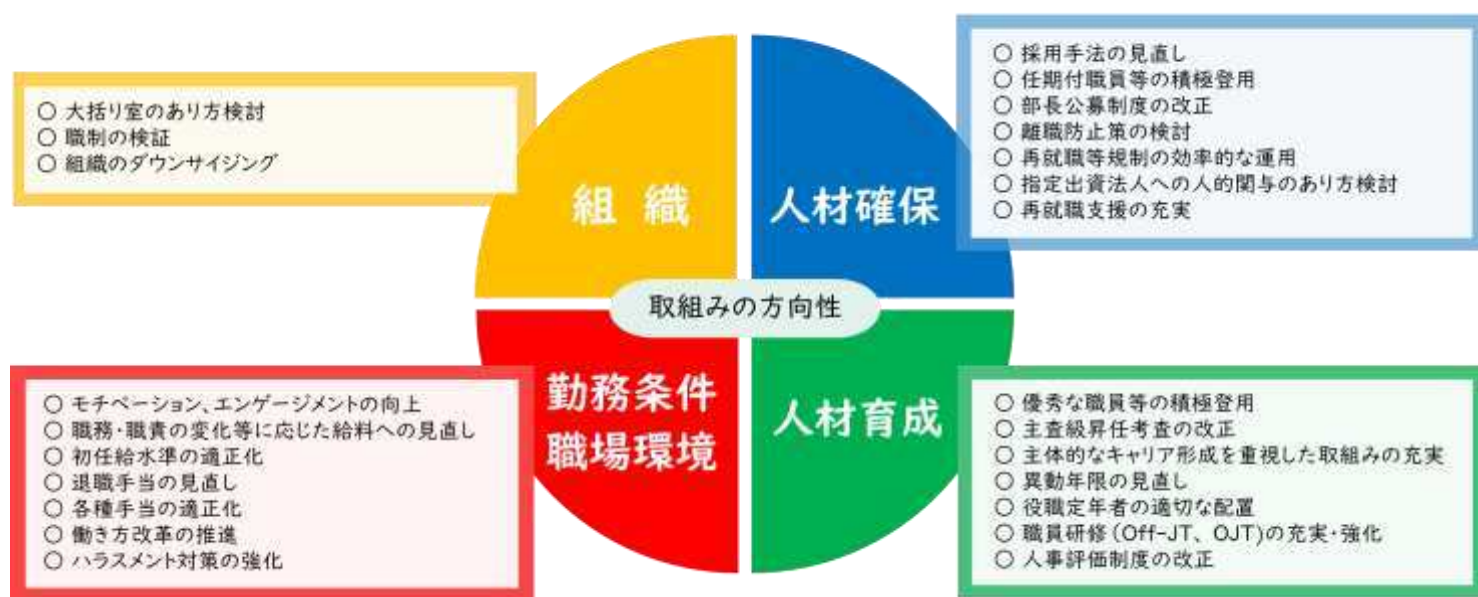 ○ 大括り室のあり方検討
○ 職制の検証
○ 組織のダウンサイジング
組 織
人材確保
○ 採用手法の見直し
○ 任期付職員等の積極登用
○ 部長公募制度の改正
○ 離職防止策の検討
○ 再就職等規制の効率的な運用
○ 指定出資法人への人的関与のあり方検討
○ 再就職支援の充実
取組みの方向性
○ モチベーション、エンゲージメントの向上
○ 職務・職責の変化等に応じた給料への見直し
○ 初任給水準の適正化
○ 退職手当の見直し
○ 各種手当の適正化
○ 働き方改革の推進
○ ハラスメント対策の強化
勤務条件
職場環境
人材育成
○ 優秀な職員等の積極登用
○ 主査級昇任考査の改正
○ 主体的なキャリア形成を重視した取組みの充実
○ 異動年限の見直し
○ 役職定年者の適切な配置
○ 職員研修(Off-JT、OJT)の充実・強化
○ 人事評価制度の改正